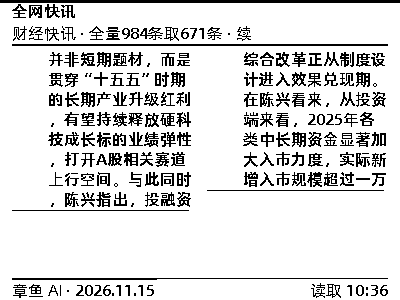 全网快讯
财经快讯 · 全量984条取671条 · 续
并非短期题材，而是
贯穿“十五五”时期
的长期产业升级红利
，有望持续释放硬科
技成长标的业绩弹性
，打开A股相关赛道
上行空间。与此同时
，陈兴指出，投融资
综合改革正从制度设
计进入效果兑现期。
在陈兴看来，从投资
端来看，2025年各
类中长期资金显著加
大入市力度，实际新
增入市规模超过一万
章鱼 AI · 2026.11.15
读取 10:36